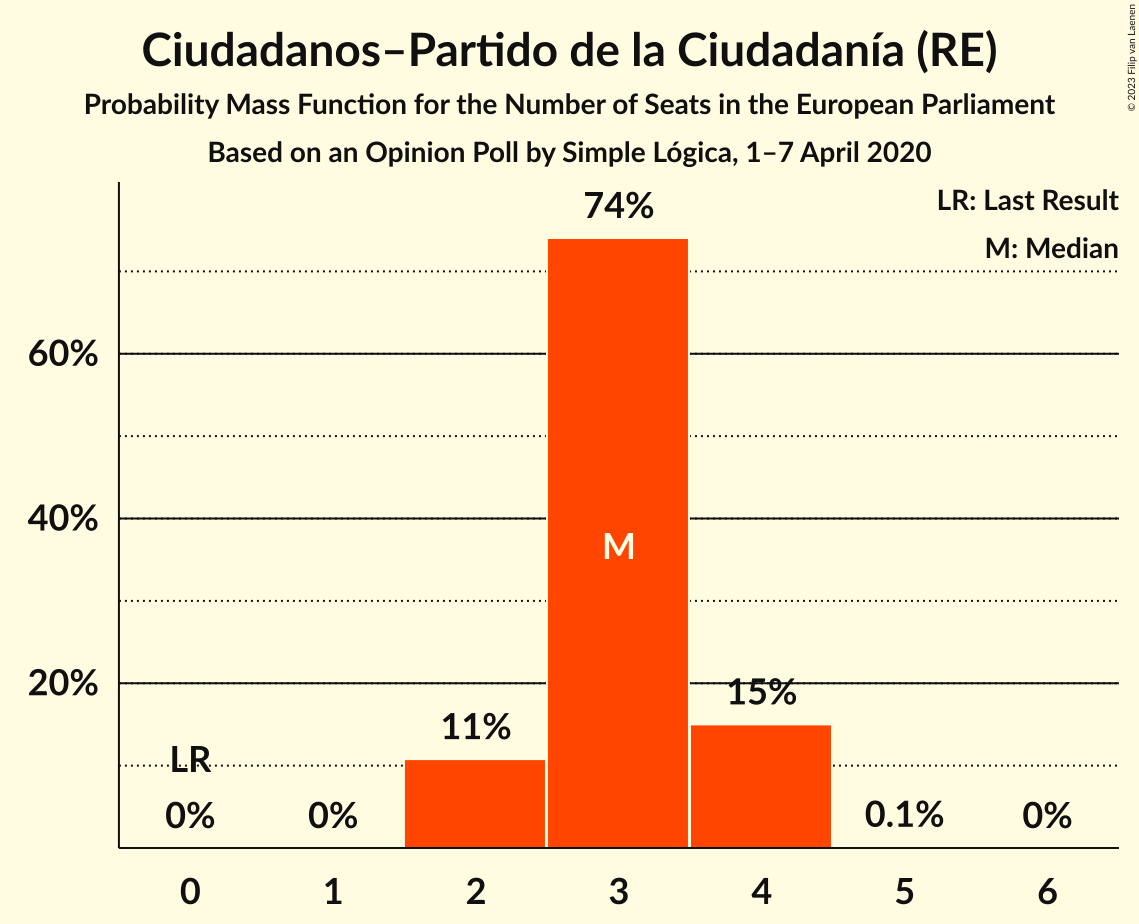 Ciudadanos–Partido de la Ciudadanía (RE)
Probability Mass Function for the Number of Seats in the European Parliament
Based on an Opinion Poll by Simple Lógica, 1–7 April 2020
© 2023 Filip van Laenen
LR: Last Result
M: Median
74%
60%
40%
M
20%
15%
11%
LR
0%
0%
0.1%
0%
0 1 2 3 4 5 6